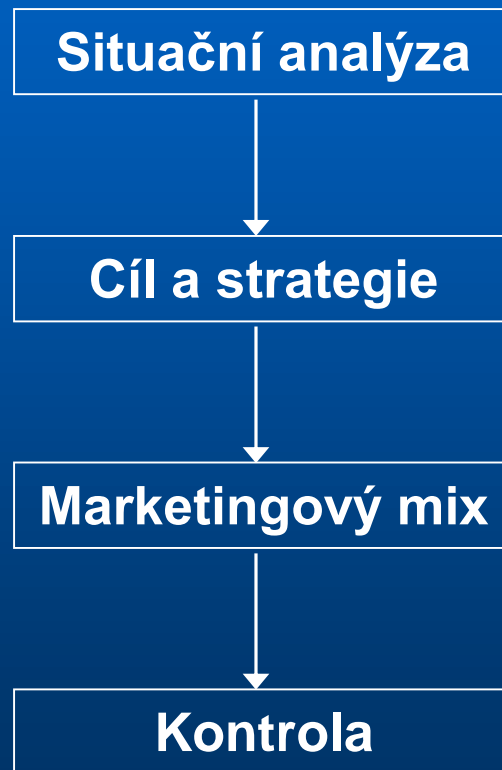 Situační analýza
Cíl a strategie
Marketingový mix
Kontrola